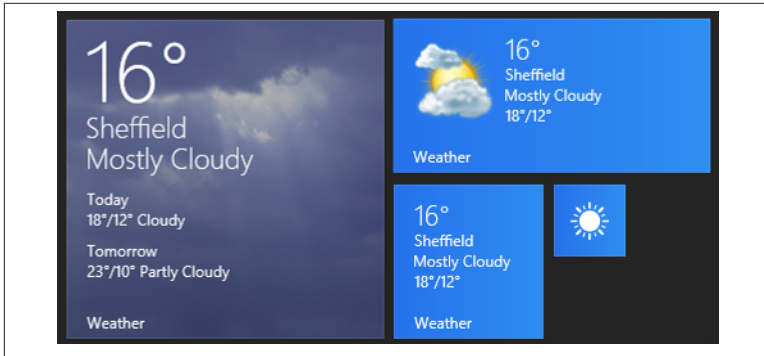 16°
Sheffield
Mostly Cloudy
Today
18°/12° Cloudy
Tomorrow
23°/10° Partly Cloudy
Weather
16°
Sheffield
Mostly Cloudy
18°/12°
Weather
16°
Sheffield
Mostly Cloudy
18°/12°
Weather